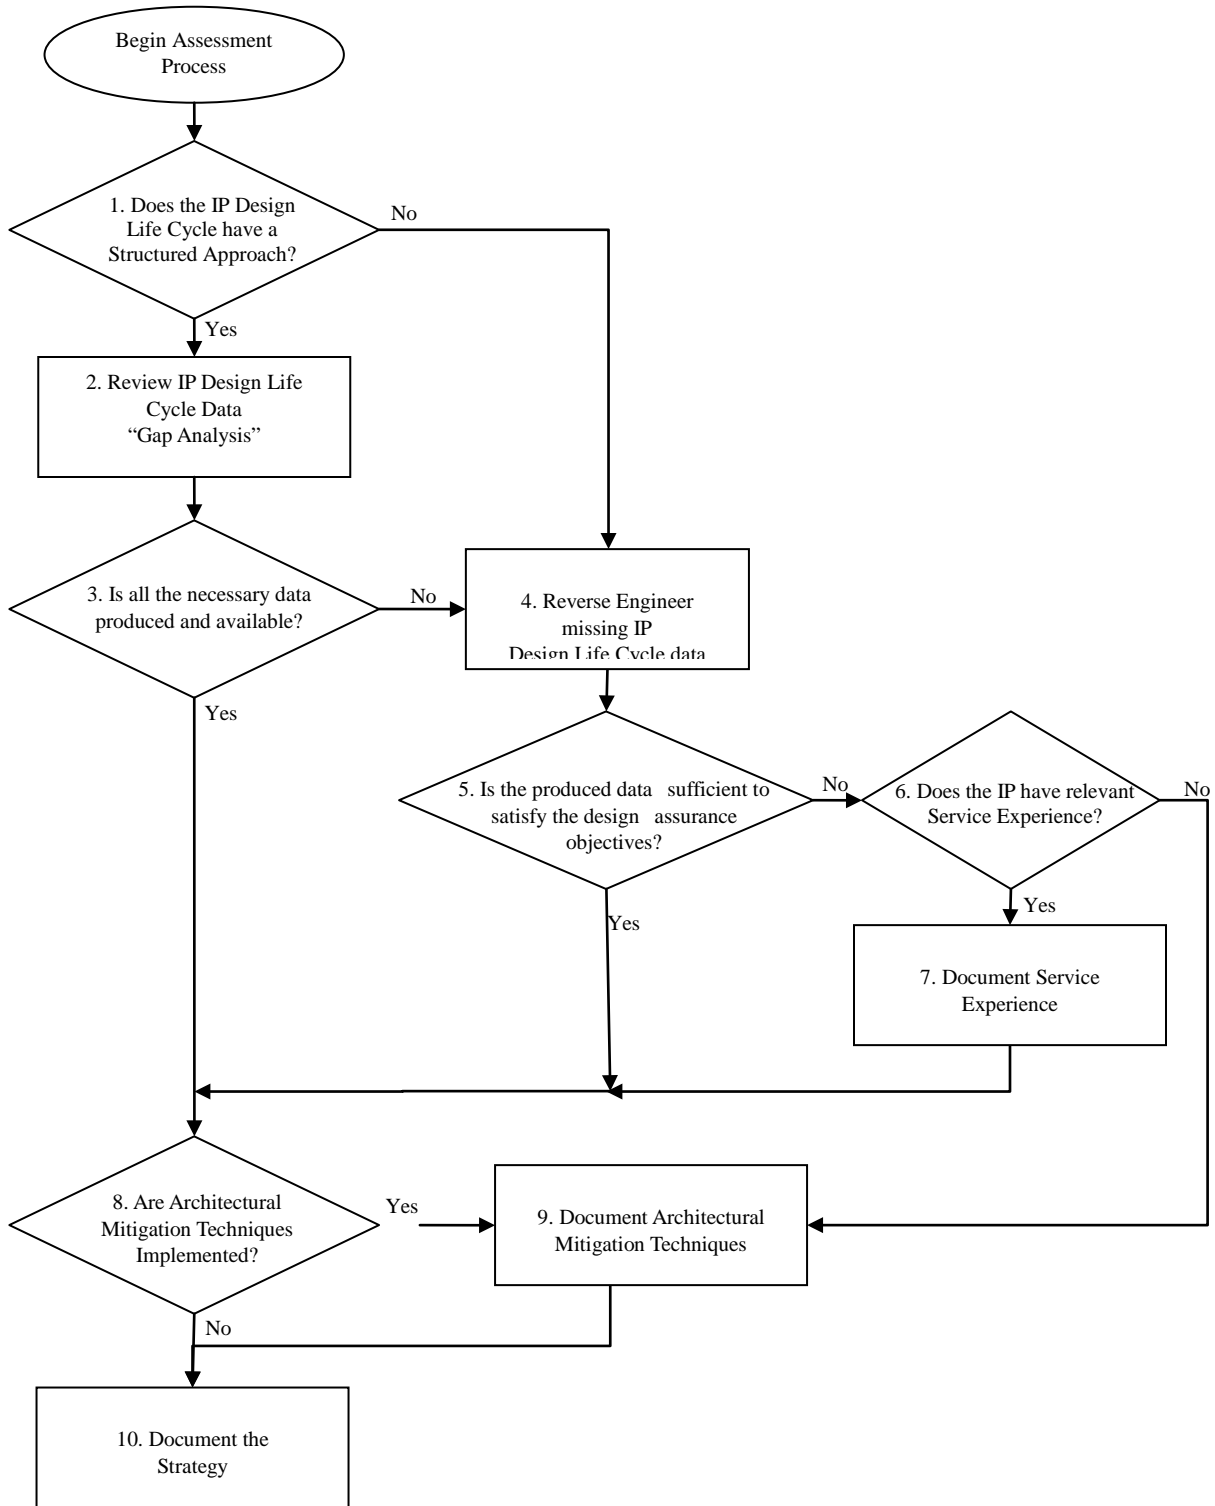 Begin Assessment
Process
1. Does the IP Design
Life Cycle have a
Structured Approach?
No
Yes
2. Review IP Design Life
Cycle Data
“Gap Analysis”
3. Is all the necessary data
produced and available?
No
4. Reverse Engineer
missing IP
Design Life Cycle data
Yes
5. Is the produced data sufficient to
satisfy the design assurance
objectives?
No
6. Does the IP have relevant
Service Experience?
No
Yes
Yes
7. Document Service
Experience
8. Are Architectural
Mitigation Techniques
Implemented?
Yes
9. Document Architectural
Mitigation Techniques
No
10. Document the
Strategy